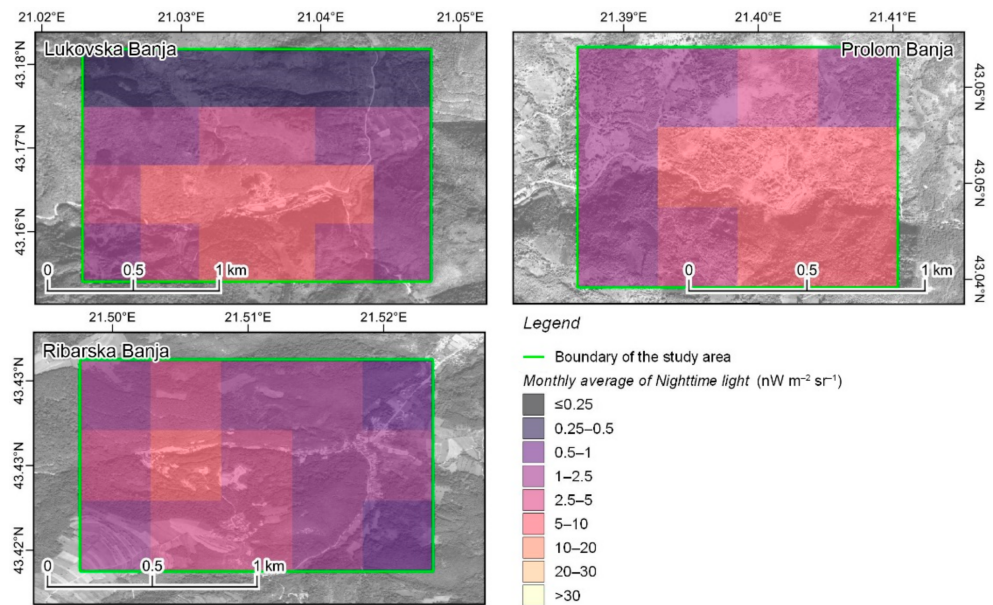 21.02°E 21.03°E 21.04°E 21.05°E
Lukovska Banja
43.18°N
43.17°N
43.16°N
0 0.5 1 km
21.39°E 21.40°E 21.41°E
Prolom Banja
43.05°N
43.05°N
43.04°N
0 0.5 1 km
21.50°E 21.51°E 21.52°E
Ribarska Banja
43.43°N
43.43°N
43.42°N
0 0.5 1 km
Legend
Boundary of the study area
Monthly average of Nighttime light (nW m⁻² sr⁻¹)
≤0.25
0.25–0.5
0.5–1
1–2.5
2.5–5
5–10
10–20
20–30
>30